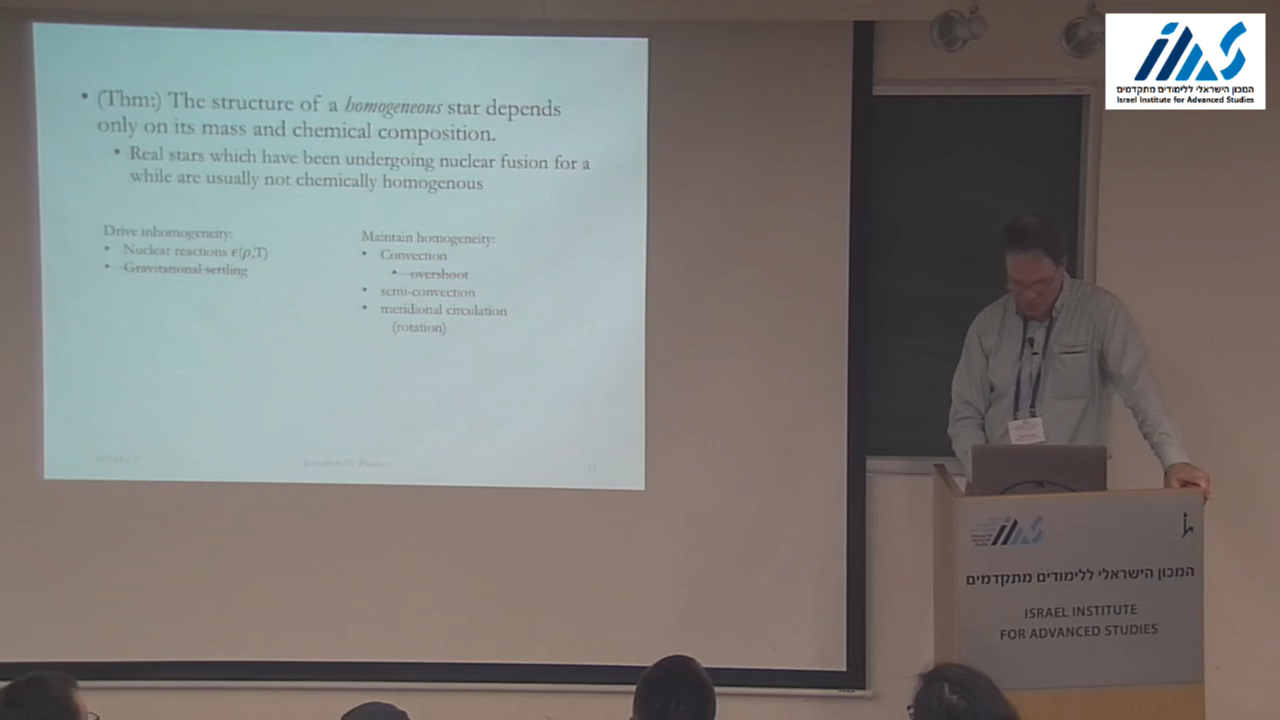 • (Thm:) The structure of a homogeneous star depends
only on its mass and chemical composition.
• Real stars which have been undergoing nuclear fusion for a
while are usually not chemically homogenous
Drive inhomogeneity:
• Nuclear reactions ε(ρ,T)
• Gravitational settling
Maintain homogeneity:
• Convection
• overshoot
• semi-convection
• meridional circulation
(rotation)
IIAS
המכון הישראלי ללימודים מתקדמים
Israel Institute for Advanced Studies
IIAS
המכון הישראלי ללימודים מתקדמים
ISRAEL INSTITUTE
FOR ADVANCED STUDIES